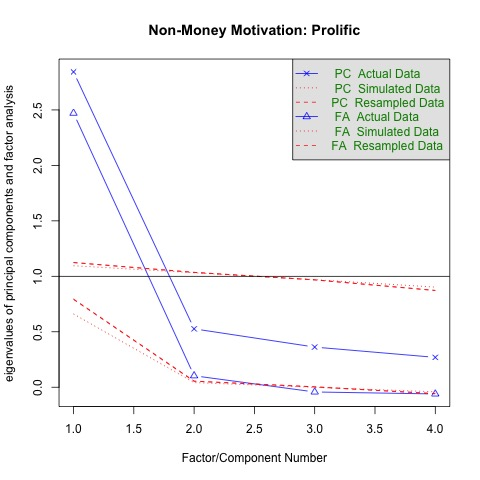 Non-Money Motivation: Prolific
eigenvalues of principal components and factor analysis
PC Actual Data
PC Simulated Data
PC Resampled Data
FA Actual Data
FA Simulated Data
FA Resampled Data
2.5
2.0
1.5
1.0
0.5
0.0
1.0 1.5 2.0 2.5 3.0 3.5 4.0
Factor/Component Number